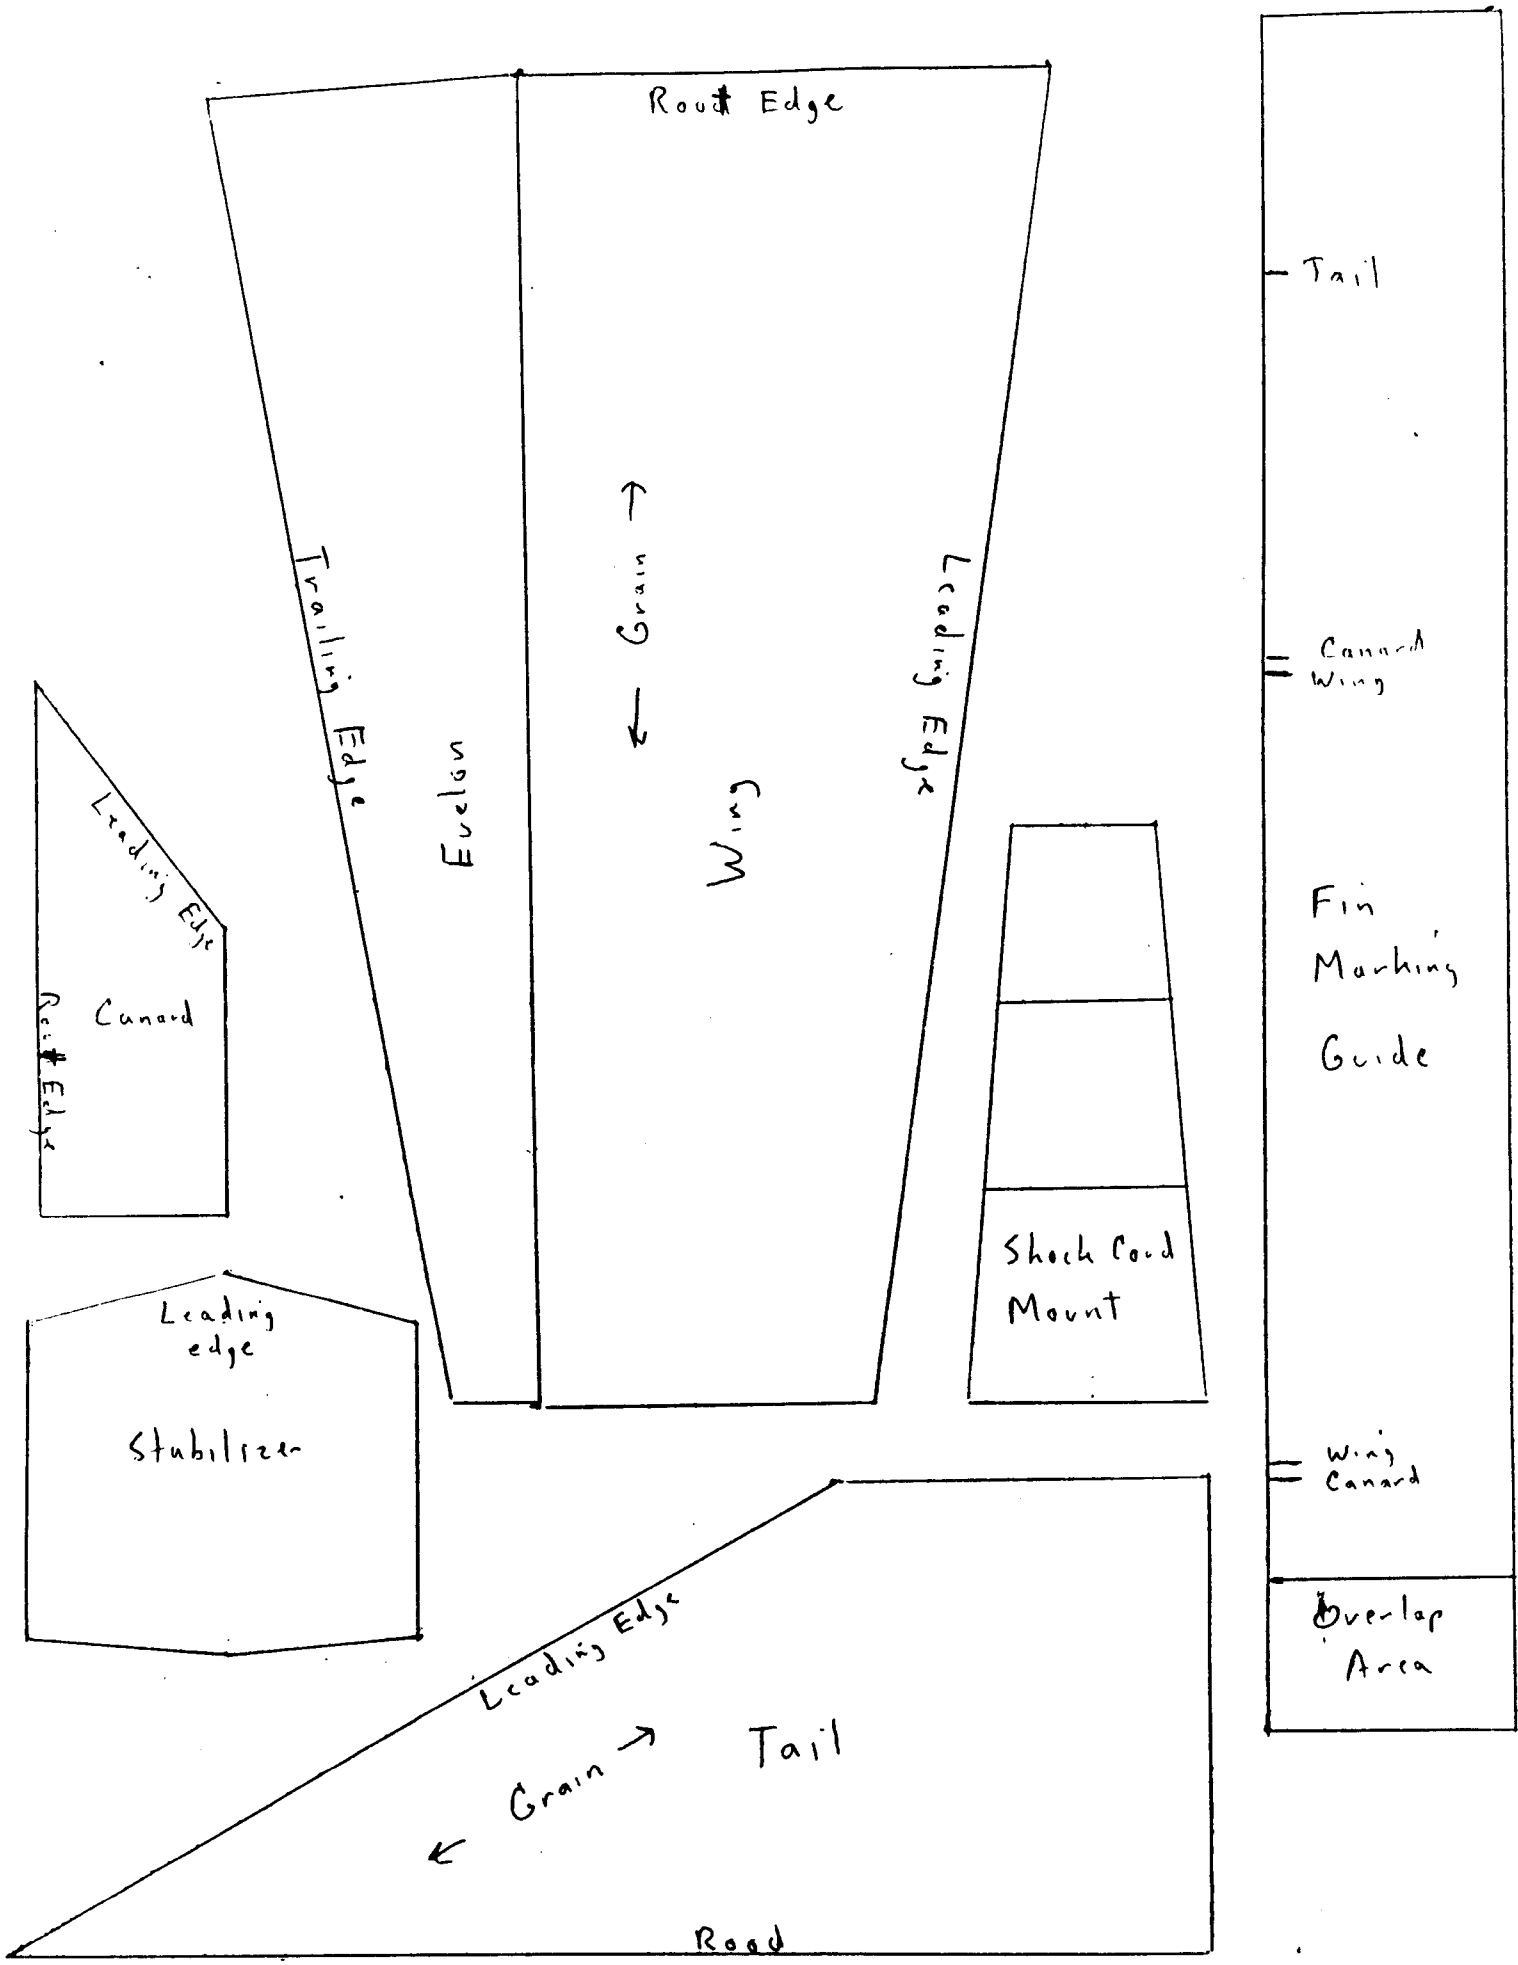 Root Edge
Tail
← Grain →
Trailing Edge
Leading Edge
Canard
Wing
Evelon
Wing
Leading Edge
Root Edge
Canard
Fin
Marking
Guide
Shock Cord
Mount
Leading
edge
Stabilizer
Wing
Canard
Overlap
Area
Leading Edge
← Grain →
Tail
Rood